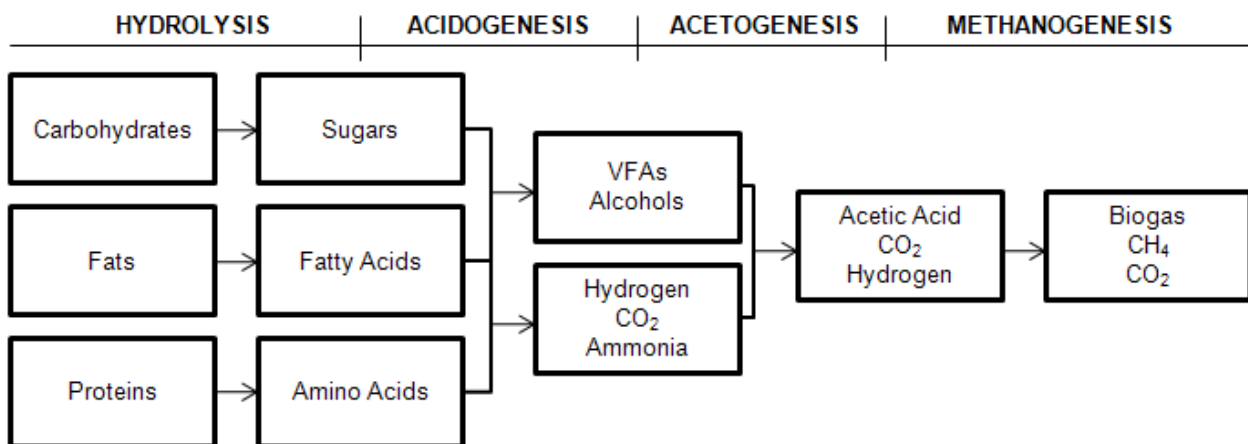 HYDROLYSIS ACIDOGENESIS ACETOGENESIS METHANOGENESIS
Carbohydrates
Sugars
Fats
Fatty Acids
Proteins
Amino Acids
VFAs
Alcohols
Hydrogen
CO₂
Ammonia
Acetic Acid
CO₂
Hydrogen
Biogas
CH₄
CO₂